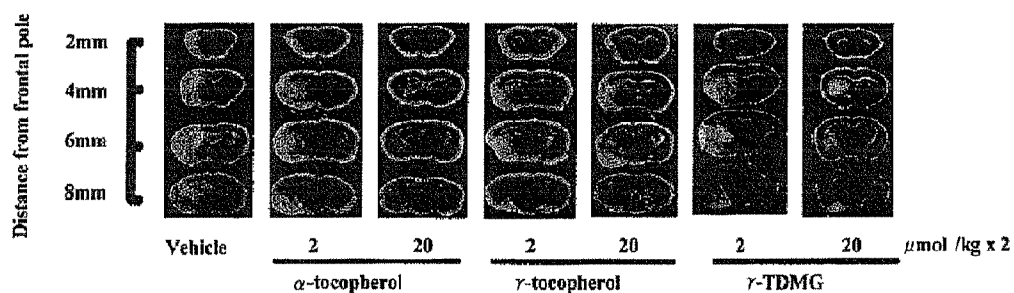 Distance from frontal pole
2mm
4mm
6mm
8mm
Vehicle 2 20 2 20 2 20 μmol /kg x 2
α-tocopherol γ-tocopherol γ-TDMG